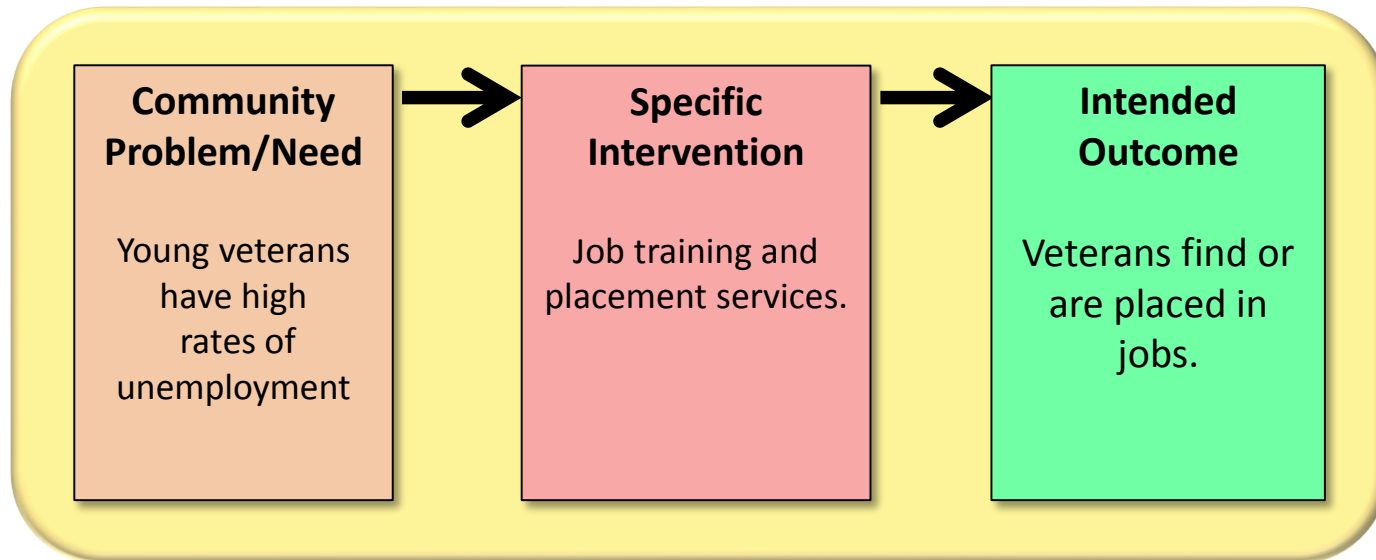 Community
Problem/Need
Young veterans
have high
rates of
unemployment
Specific
Intervention
Job training and
placement services.
Intended
Outcome
Veterans find or
are placed in
jobs.